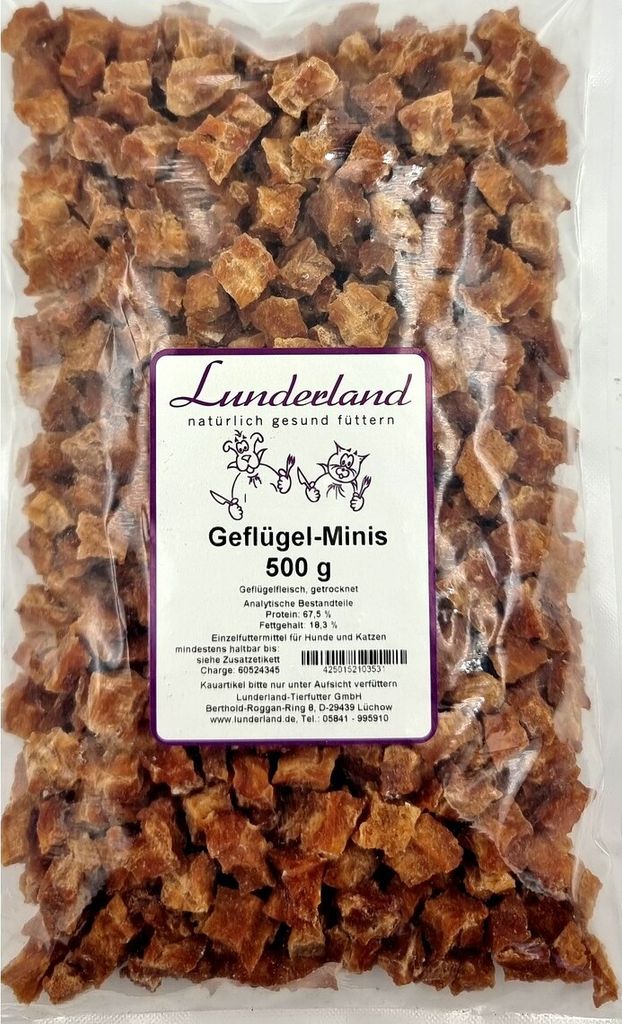 Lunderland
natürlich gesund füttern
Geflügel-Minis
500 g
Geflügelfleisch, getrocknet
Analytische Bestandteile
Protein: 67,5 %
Fettgehalt: 18,3 %
Einzelfuttermittel für Hunde und Katzen
mindestens haltbar bis:
siehe Zusatzetikett
Charge: 60524345
4250152103531
Kauartikel bitte nur unter Aufsicht verfüttern
Lunderland-Tierfutter GmbH
Berthold-Roggan-Ring 8, D-29439 Lüchow
www.lunderland.de, Tel.: 05841 - 995910